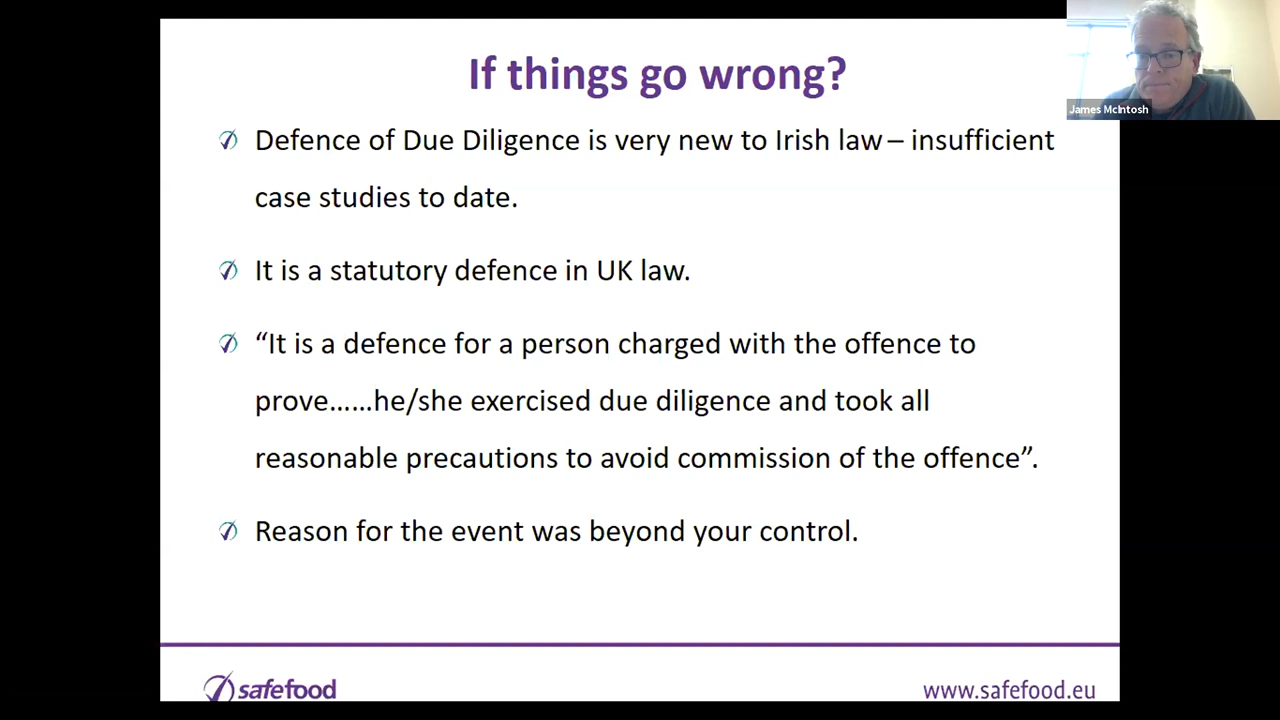 If things go wrong?
James McIntosh
Defence of Due Diligence is very new to Irish law – insufficient
case studies to date.
It is a statutory defence in UK law.
“It is a defence for a person charged with the offence to
prove......he/she exercised due diligence and took all
reasonable precautions to avoid commission of the offence”.
Reason for the event was beyond your control.
safefood
www.safefood.eu